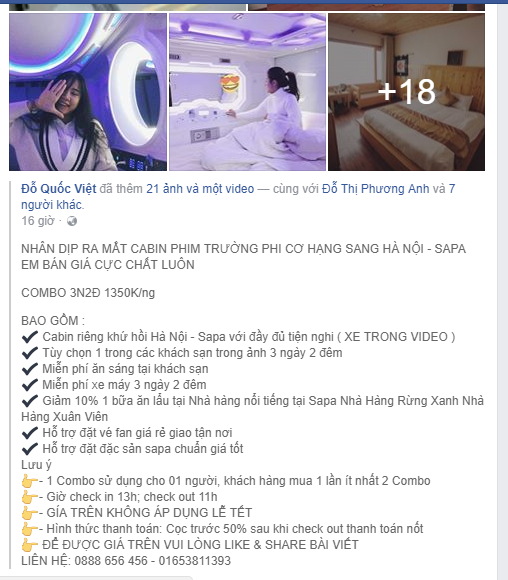 +18
Đỗ Quốc Việt đã thêm 21 ảnh và một video — cùng với Đỗ Thị Phương Anh và 7
người khác.
16 giờ ·
NHÂN DỊP RA MẮT CABIN PHIM TRƯỜNG PHI CƠ HẠNG SANG HÀ NỘI - SAPA
EM BÁN GIÁ CỰC CHẤT LUÔN
COMBO 3N2Đ 1350K/ng
BAO GỒM :
✔ Cabin riêng khứ hồi Hà Nội - Sapa với đầy đủ tiện nghi ( XE TRONG VIDEO )
✔ Tùy chọn 1 trong các khách sạn trong ảnh 3 ngày 2 đêm
✔ Miễn phí ăn sáng tại khách sạn
✔ Miễn phí xe máy 3 ngày 2 đêm
✔ Giảm 10% 1 bữa ăn lẩu tại Nhà hàng nổi tiếng tại Sapa Nhà Hàng Rừng Xanh Nhà
Hàng Xuân Viên
✔ Hỗ trợ đặt vé fan giá rẻ giao tận nơi
✔ Hỗ trợ đặt đặc sản sapa chuẩn giá tốt
Lưu ý
👉- 1 Combo sử dụng cho 01 người, khách hàng mua 1 lần ít nhất 2 Combo
👉- Giờ check in 13h; check out 11h
👉- GÍA TRÊN KHÔNG ÁP DỤNG LỄ TẾT
👉- Hình thức thanh toán: Cọc trước 50% sau khi check out thanh toán nốt
👉 ĐỂ ĐƯỢC GIÁ TRÊN VUI LÒNG LIKE & SHARE BÀI VIẾT
LIÊN HỆ: 0888 656 456 - 01653811393